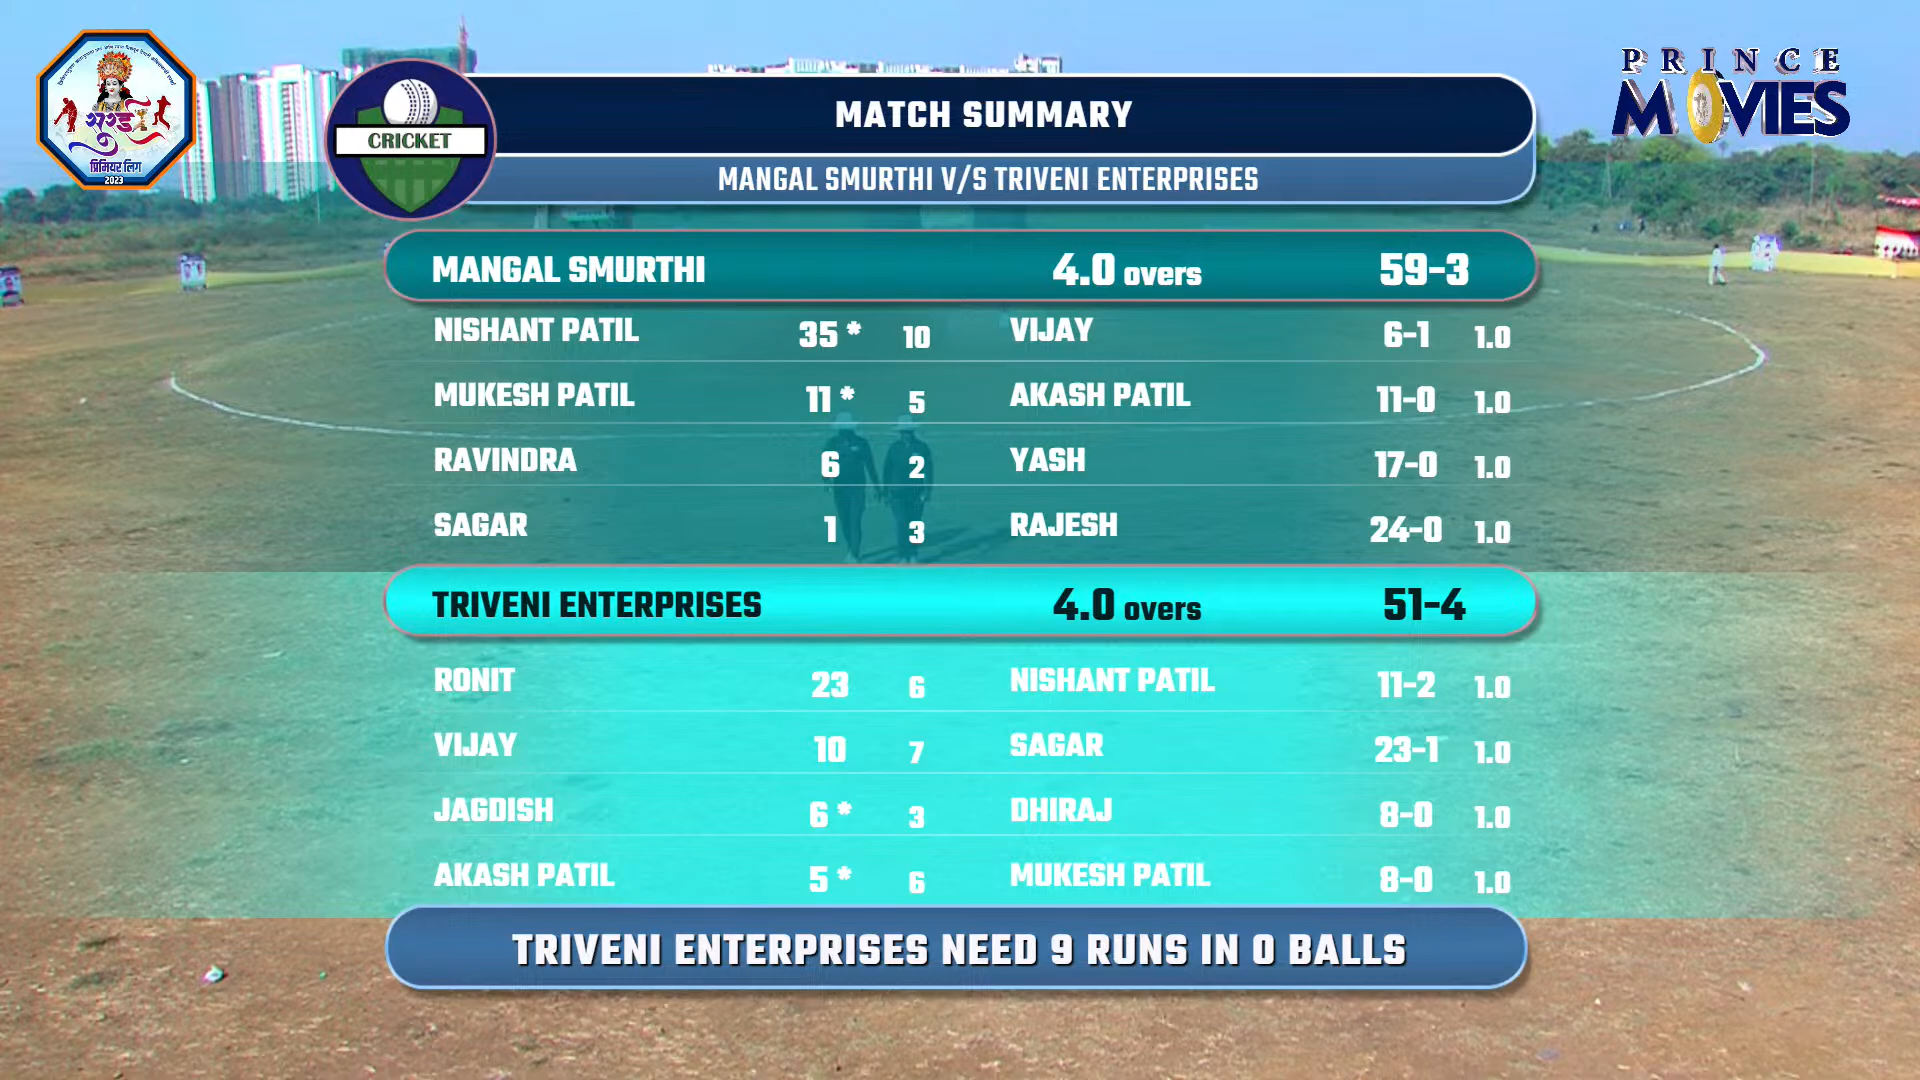 सूरज
प्रिमियर लिग
2023
CRICKET
MATCH SUMMARY
MANGAL SMURTHI V/S TRIVENI ENTERPRISES
PRINCE
MOVIES
MANGAL SMURTHI 4.0 overs 59-3
NISHANT PATIL 35 * 10 VIJAY 6-1 1.0
MUKESH PATIL 11 * 5 AKASH PATIL 11-0 1.0
RAVINDRA 6 2 YASH 17-0 1.0
SAGAR 1 3 RAJESH 24-0 1.0
TRIVENI ENTERPRISES 4.0 overs 51-4
RONIT 23 6 NISHANT PATIL 11-2 1.0
VIJAY 10 7 SAGAR 23-1 1.0
JAGDISH 6 * 3 DHIRAJ 8-0 1.0
AKASH PATIL 5 * 6 MUKESH PATIL 8-0 1.0
TRIVENI ENTERPRISES NEED 9 RUNS IN 0 BALLS